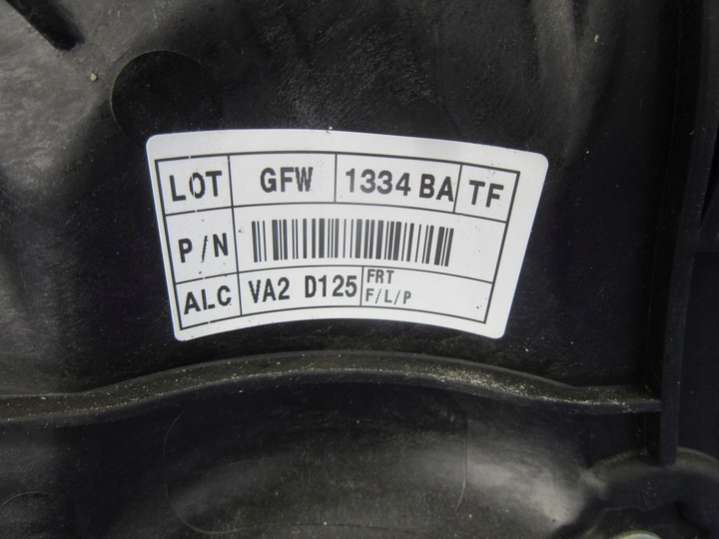 LOT GFW 1334 BA TF
P/N
ALC VA2 D125 FRT
F/L/P